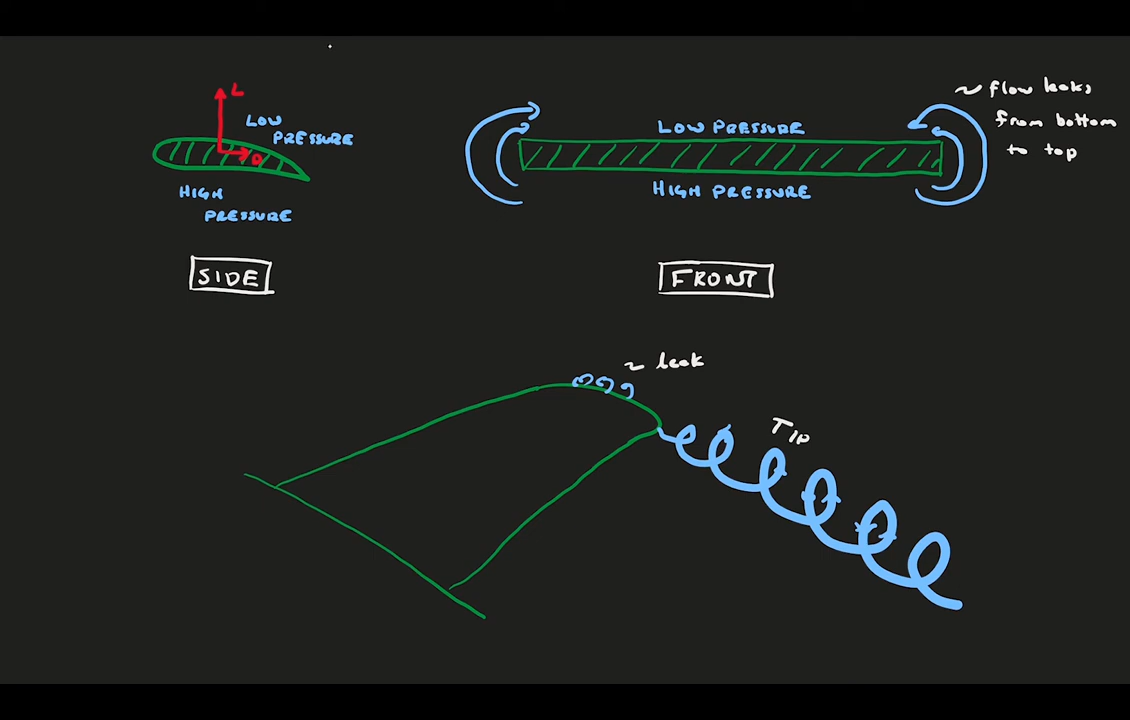 L
LOW
PRESSURE
D
HIGH
PRESSURE
SIDE
LOW PRESSURE
HIGH PRESSURE
FRONT
~ flow leaks
from bottom
to top
~ leak
TIP